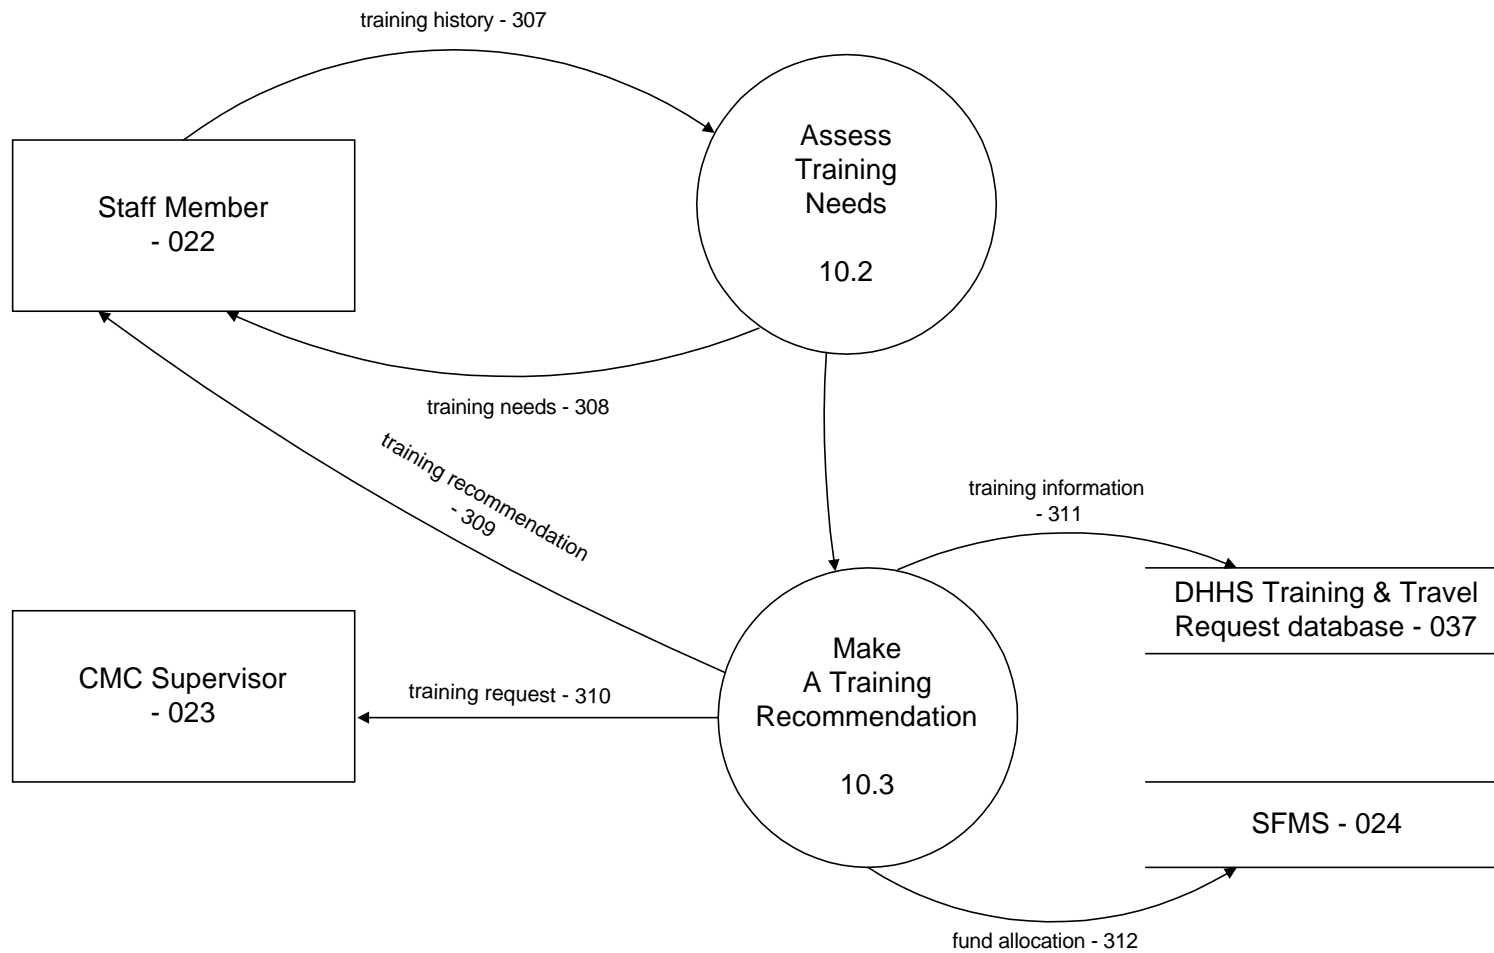 training history - 307
Assess
Training
Needs
10.2
Staff Member
- 022
training needs - 308
training recommendation
- 309
training information
- 311
DHHS Training & Travel
Request database - 037
CMC Supervisor
- 023
training request - 310
Make
A Training
Recommendation
10.3
SFMS - 024
fund allocation - 312